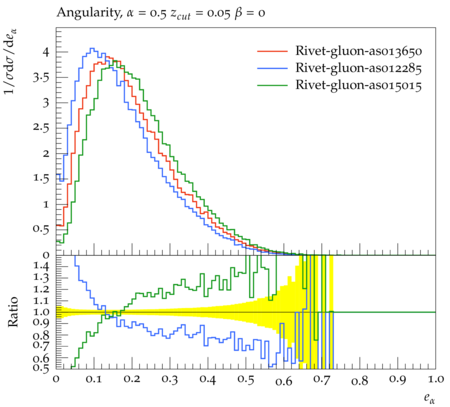 Angularity, α = 0.5 z_cut = 0.05 β = 0
1/σdσ/de_α
4
3.5
3
2.5
2
1.5
1
0.5
0
Rivet-gluon-aso13650
Rivet-gluon-aso12285
Rivet-gluon-aso15015
Ratio
1.4
1.3
1.2
1.1
1.0
0.9
0.8
0.7
0.6
0.5
0 0.1 0.2 0.3 0.4 0.5 0.6 0.7 0.8 0.9 1.0
e_α